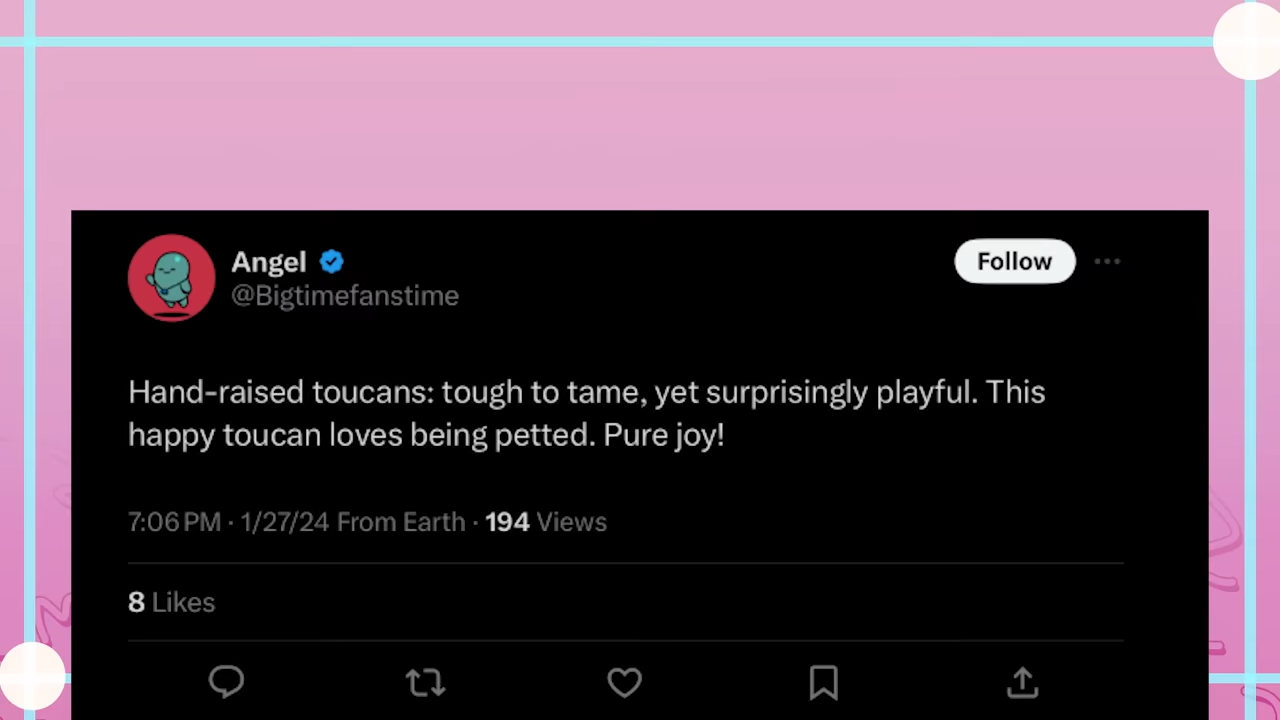 Angel
Follow
@Bigtimefanstime
Hand-raised toucans: tough to tame, yet surprisingly playful. This
happy toucan loves being petted. Pure joy!
7:06 PM · 1/27/24 From Earth · 194 Views
8 Likes